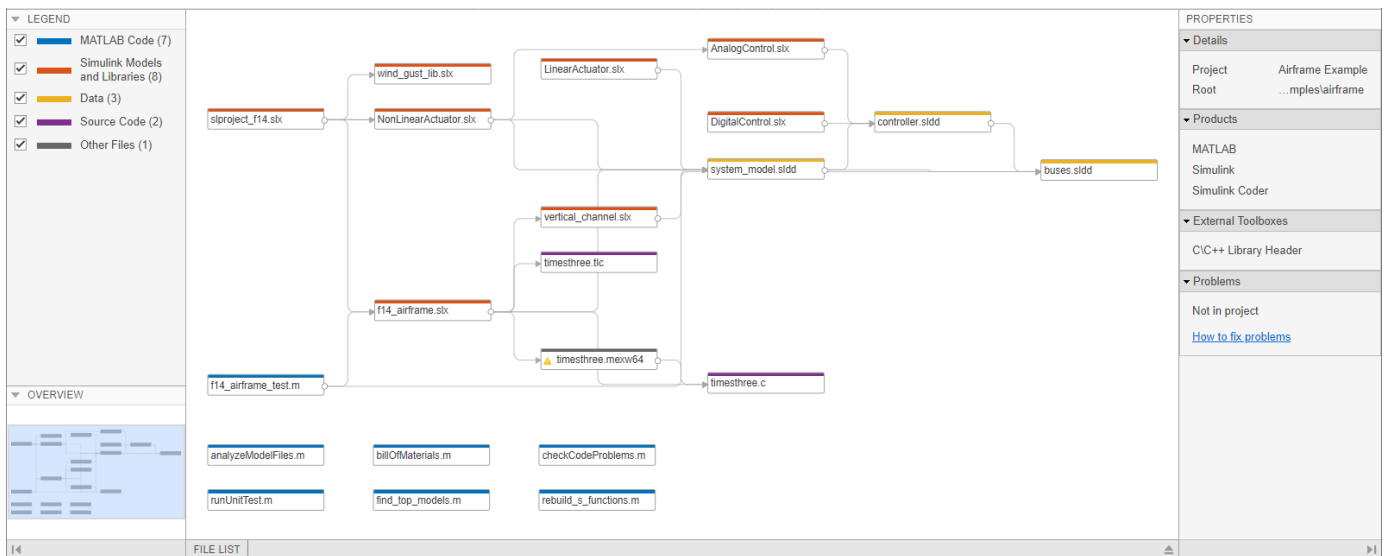 LEGEND
MATLAB Code (7)
Simulink Models
and Libraries (8)
Data (3)
Source Code (2)
Other Files (1)
OVERVIEW
slproject_f14.slx
f14_airframe_test.m
wind_gust_lib.slx
NonLinearActuator.slx
f14_airframe.slx
LinearActuator.slx
vertical_channel.slx
timesthree.tlc
timesthree.mexw64
AnalogControl.slx
DigitalControl.slx
system_model.sldd
timesthree.c
controller.sldd
buses.sldd
analyzeModelFiles.m
billOfMaterials.m
checkCodeProblems.m
runUnitTest.m
find_top_models.m
rebuild_s_functions.m
FILE LIST
PROPERTIES
Details
Project Airframe Example
Root ...mples\airframe
Products
MATLAB
Simulink
Simulink Coder
External Toolboxes
C\C++ Library Header
Problems
Not in project
How to fix problems